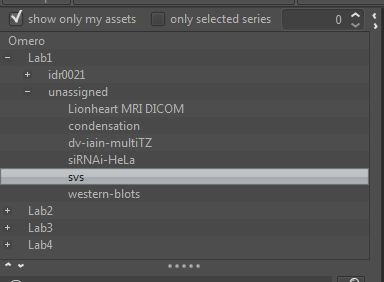 show only my assets only selected series 0
Omero
Lab1
idr0021
unassigned
Lionheart MRI DICOM
condensation
dv-iain-multiTZ
siRNAi-HeLa
svs
western-blots
Lab2
Lab3
Lab4